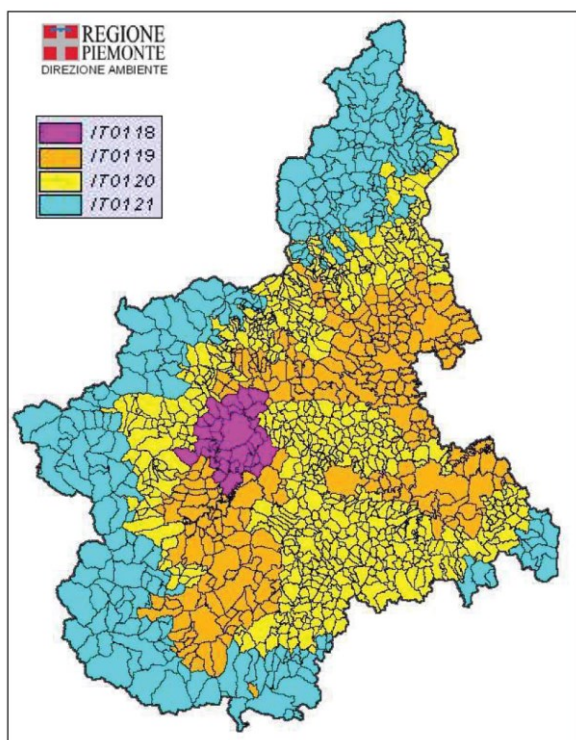 REGIONE
PIEMONTE
DIREZIONE AMBIENTE
IT0118
IT0119
IT0120
IT0121